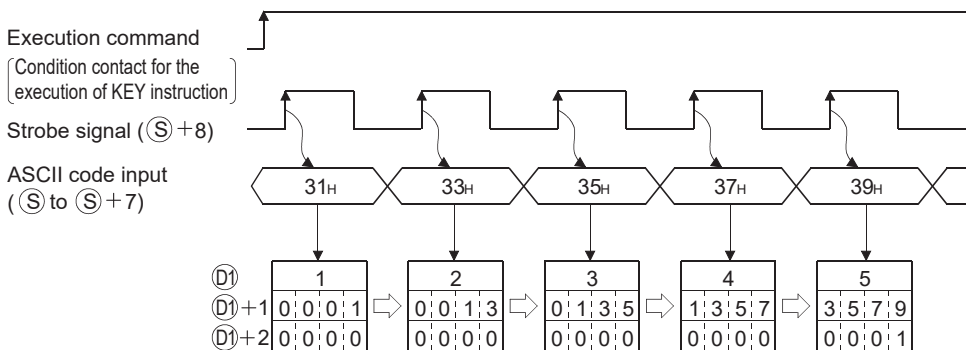 Execution command
Condition contact for the
execution of KEY instruction
Strobe signal (Ⓢ+8)
ASCII code input
(Ⓢ to Ⓢ+7)
31H 33H 35H 37H 39H
D1 1 2 3 4 5
D1+1 0 0 0 1 0 0 1 3 0 1 3 5 1 3 5 7 3 5 7 9
D1+2 0 0 0 0 0 0 0 0 0 0 0 0 0 0 0 0 0 0 0 1